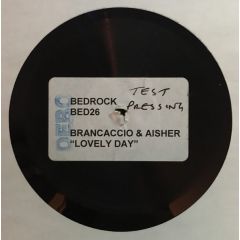 BEDROCK
BED26
TEST
PRESSING
BRANCACCIO & AISHER
"LOVELY DAY"